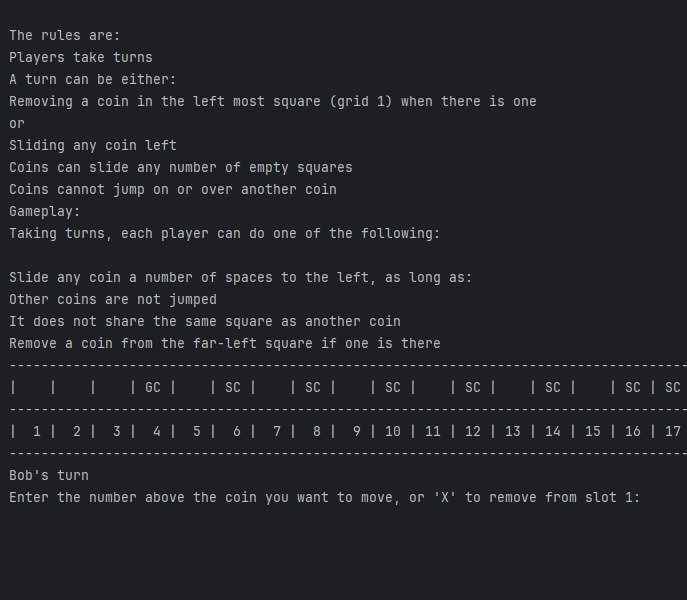 The rules are:
Players take turns
A turn can be either:
Removing a coin in the left most square (grid 1) when there is one
or
Sliding any coin left
Coins can slide any number of empty squares
Coins cannot jump on or over another coin
Gameplay:
Taking turns, each player can do one of the following:
Slide any coin a number of spaces to the left, as long as:
Other coins are not jumped
It does not share the same square as another coin
Remove a coin from the far-left square if one is there
-------------------------------------------------------------------------------------
|    |    |    | GC |    | SC |    | SC |    | SC |    | SC |    | SC |    | SC | SC
-------------------------------------------------------------------------------------
|  1 |  2 |  3 |  4 |  5 |  6 |  7 |  8 |  9 | 10 | 11 | 12 | 13 | 14 | 15 | 16 | 17
-------------------------------------------------------------------------------------
Bob's turn
Enter the number above the coin you want to move, or 'X' to remove from slot 1: